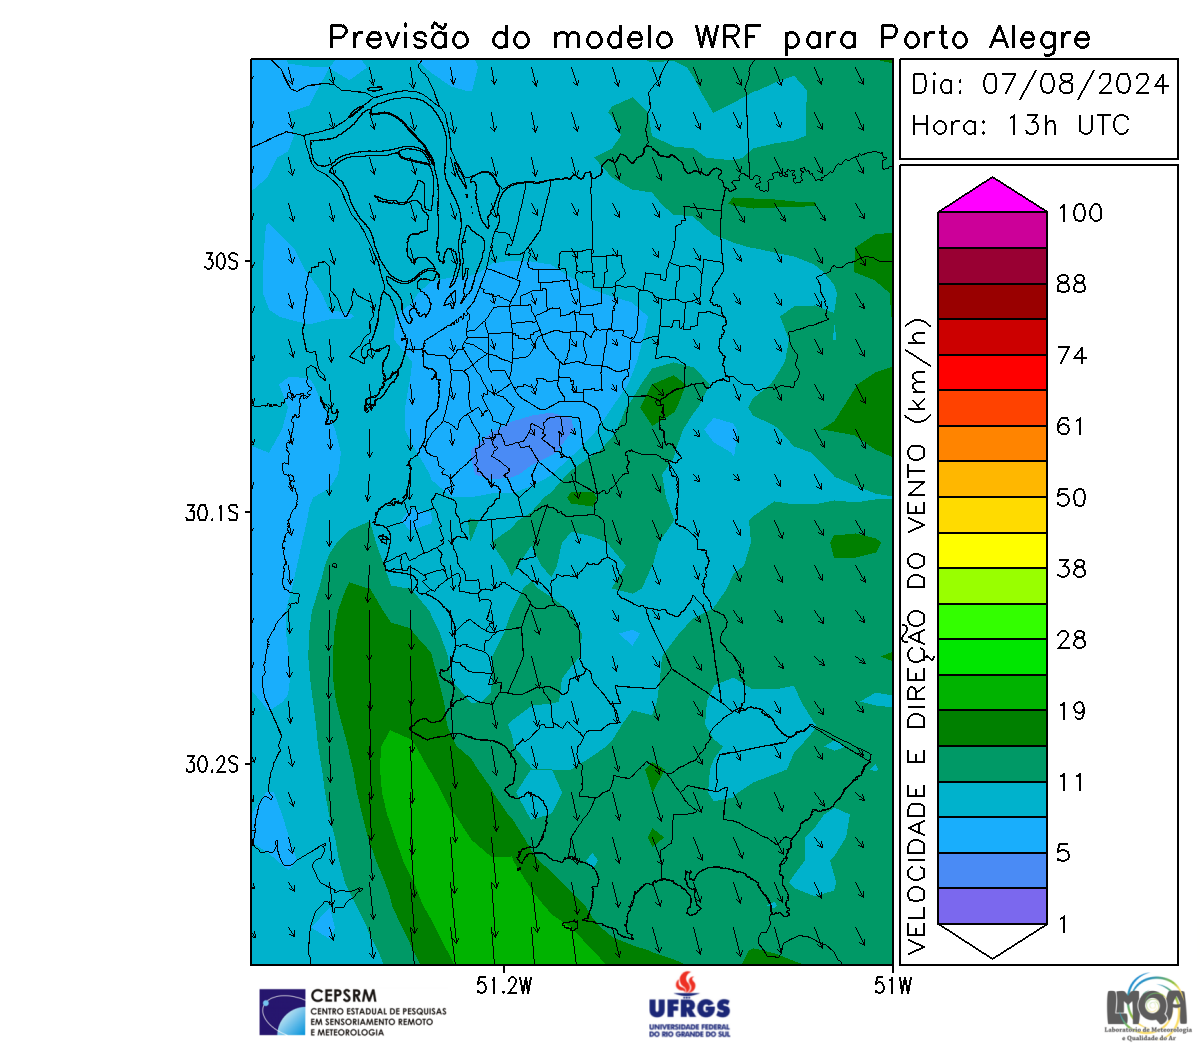 Previsão do modelo WRF para Porto Alegre
Dia: 07/08/2024
Hora: 13h UTC
30S
30.1S
30.2S
51.2W
51W
VELOCIDADE E DIREÇÃO DO VENTO (km/h)
100
88
74
61
50
38
28
19
11
5
1
CEPSRM
CENTRO ESTADUAL DE PESQUISAS
EM SENSORIAMENTO REMOTO
E METEOROLOGIA
UFRGS
UNIVERSIDADE FEDERAL
DO RIO GRANDE DO SUL
LMQA
Laboratório de Meteorologia
e Qualidade do Ar